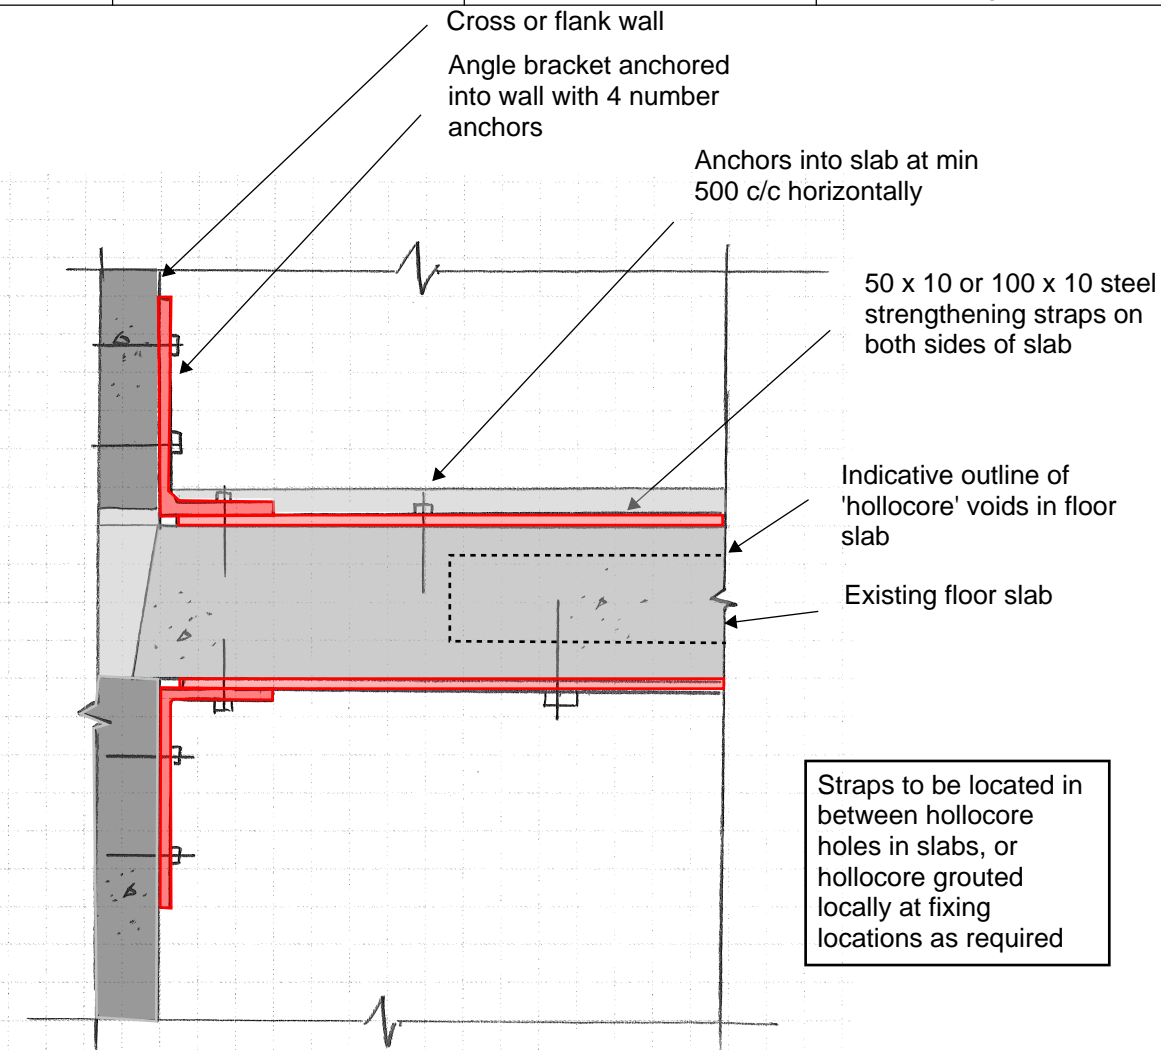 Cross or flank wall
Angle bracket anchored
into wall with 4 number
anchors
Anchors into slab at min
500 c/c horizontally
50 x 10 or 100 x 10 steel
strengthening straps on
both sides of slab
Indicative outline of
'hollocore' voids in floor
slab
Existing floor slab
Straps to be located in
between hollocore
holes in slabs, or
hollocore grouted
locally at fixing
locations as required